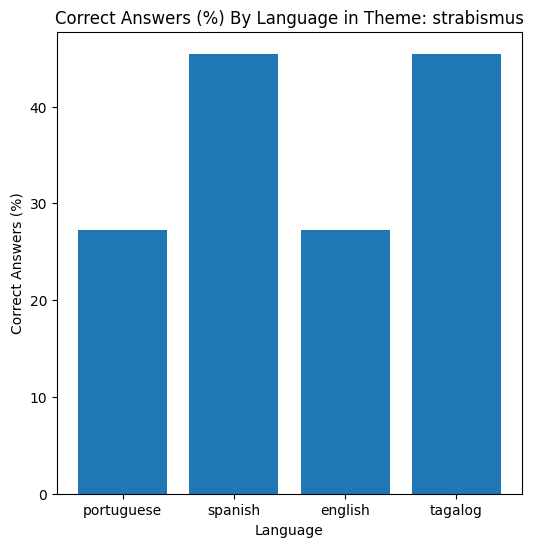 Correct Answers (%) By Language in Theme: strabismus
Correct Answers (%)
40
30
20
10
0
portuguese spanish english tagalog
Language